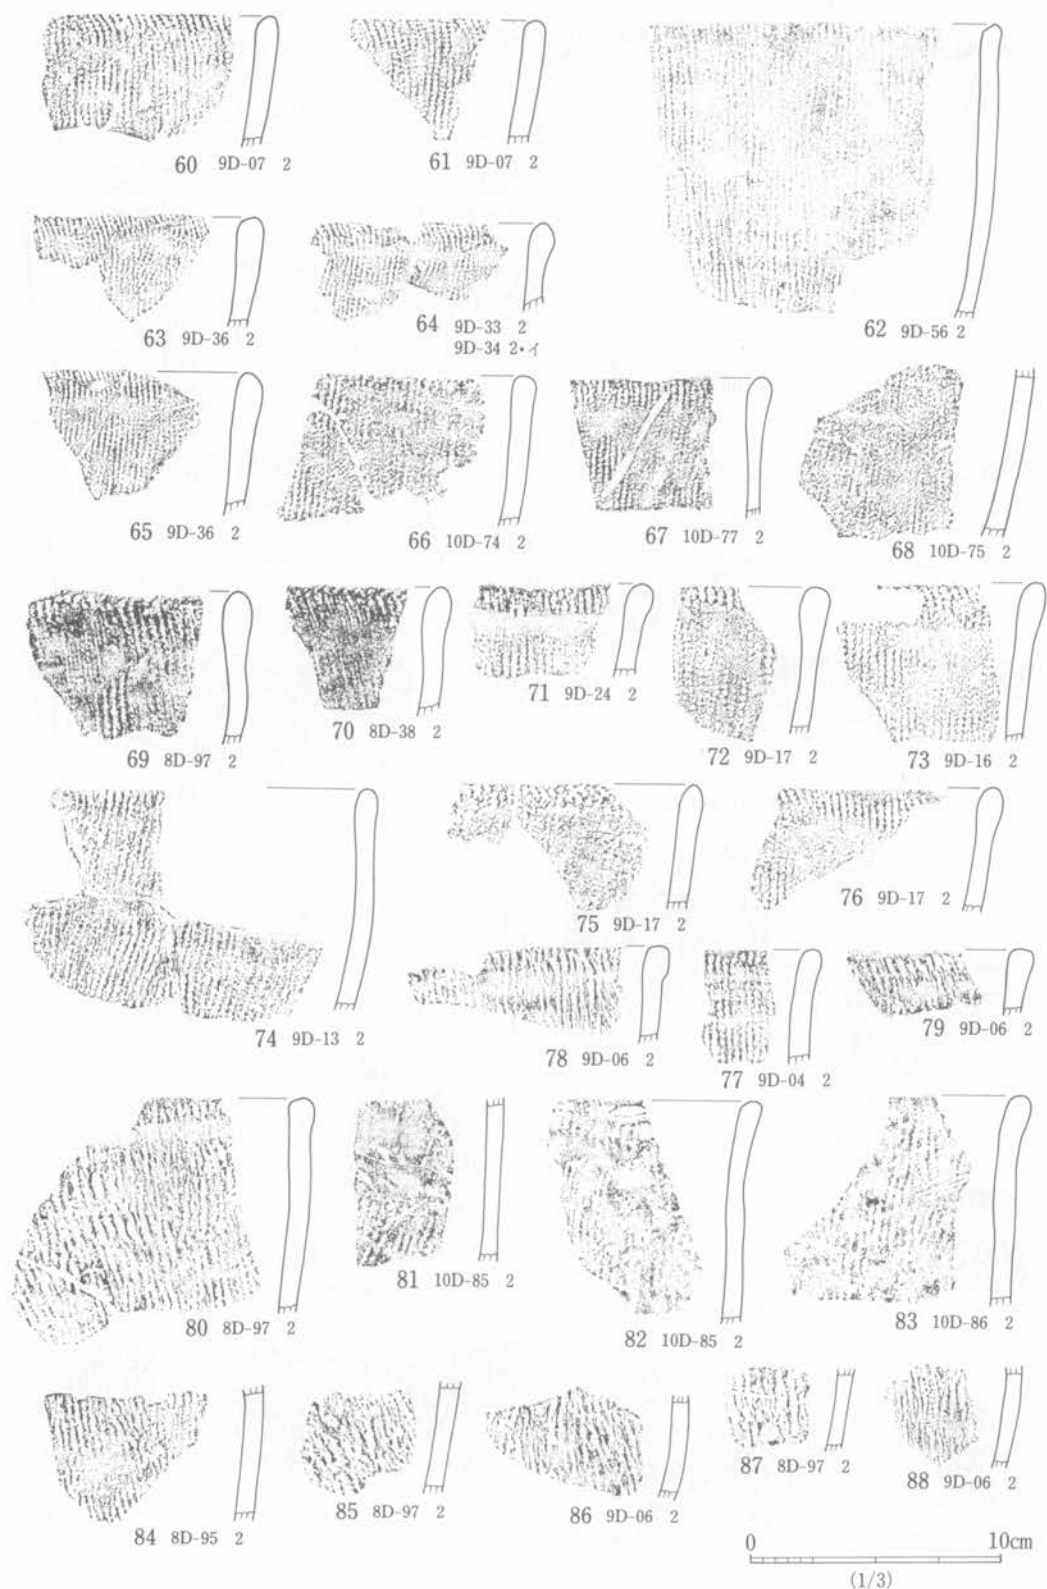 60 9D-07 2
61 9D-07 2
62 9D-56 2
63 9D-36 2
64 9D-33 2
9D-34 2・イ
65 9D-36 2
66 10D-74 2
67 10D-77 2
68 10D-75 2
69 8D-97 2
70 8D-38 2
71 9D-24 2
72 9D-17 2
73 9D-16 2
74 9D-13 2
75 9D-17 2
76 9D-17 2
78 9D-06 2
77 9D-04 2
79 9D-06 2
80 8D-97 2
81 10D-85 2
82 10D-85 2
83 10D-86 2
84 8D-95 2
85 8D-97 2
86 9D-06 2
87 8D-97 2
88 9D-06 2
0 10cm
(1/3)